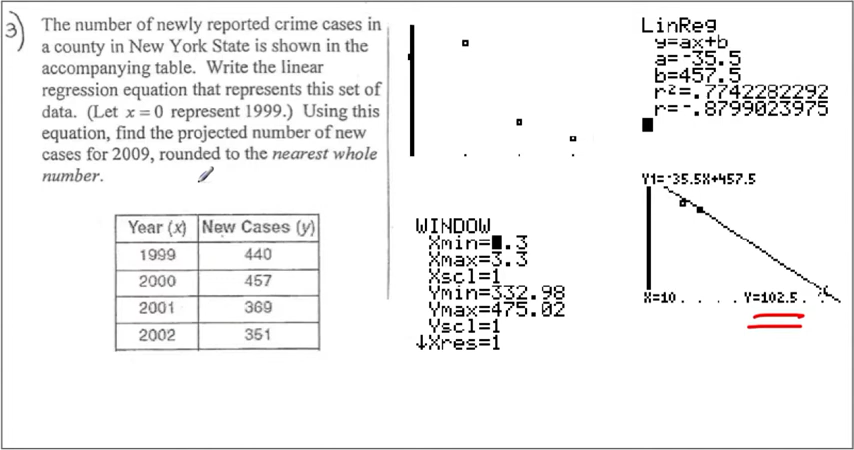 3)
The number of newly reported crime cases in
a county in New York State is shown in the
accompanying table. Write the linear
regression equation that represents this set of
data. (Let x = 0 represent 1999.) Using this
equation, find the projected number of new
cases for 2009, rounded to the nearest whole
number.
Year (x) New Cases (y)
1999 440
2000 457
2001 369
2002 351
WINDOW
Xmin=█.3
Xmax=3.3
Xscl=1
Ymin=332.98
Ymax=475.02
Yscl=1
↓Xres=1
LinReg
y=ax+b
a=-35.5
b=457.5
r²=.7742282292
r=-.8799023975
Y1=-35.5X+457.5
X=10 Y=102.5